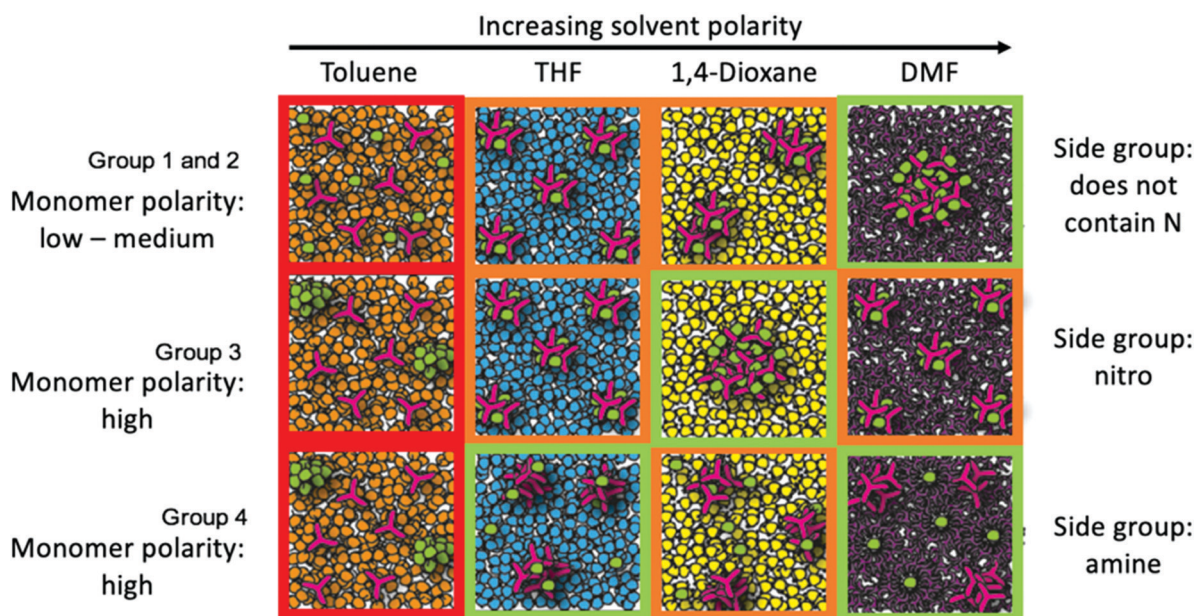 Increasing solvent polarity
Toluene
THF
1,4-Dioxane
DMF
Group 1 and 2
Monomer polarity:
low – medium
Side group:
does not
contain N
Group 3
Monomer polarity:
high
Side group:
nitro
Group 4
Monomer polarity:
high
Side group:
amine